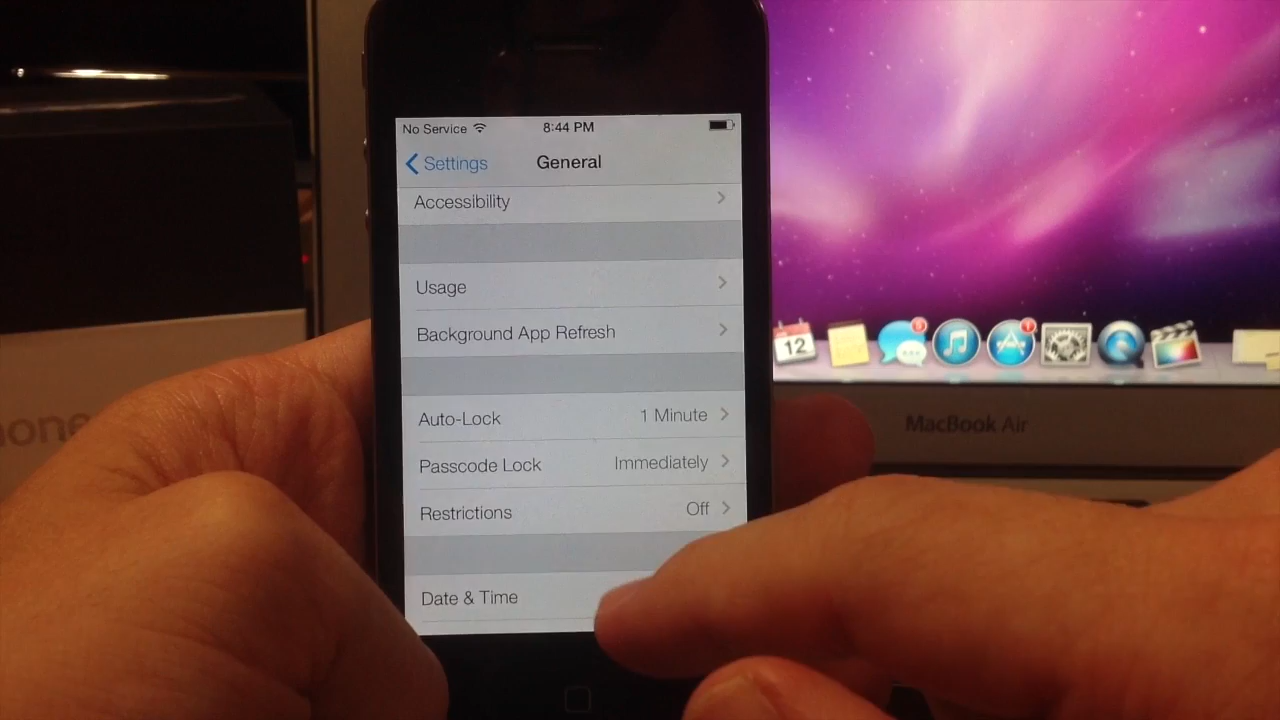 No Service 8:44 PM
Settings General
Accessibility
Usage
Background App Refresh
Auto-Lock 1 Minute
Passcode Lock Immediately
Restrictions Off
Date & Time
12
MacBook Air